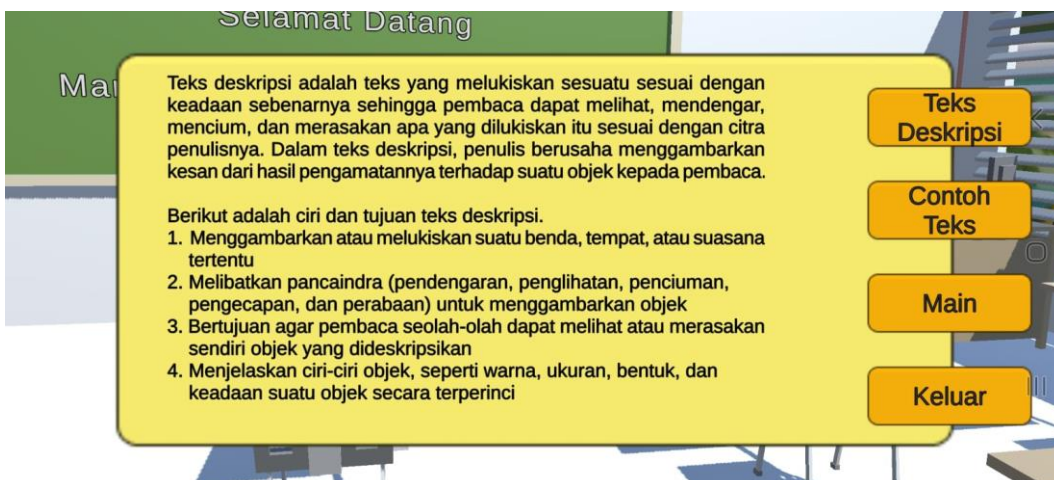 Selamat Datang
Teks deskripsi adalah teks yang melukiskan sesuatu sesuai dengan
keadaan sebenarnya sehingga pembaca dapat melihat, mendengar,
mencium, dan merasakan apa yang dilukiskan itu sesuai dengan citra
penulisnya. Dalam teks deskripsi, penulis berusaha menggambarkan
kesan dari hasil pengamatannya terhadap suatu objek kepada pembaca.
Berikut adalah ciri dan tujuan teks deskripsi.
1. Menggambarkan atau melukiskan suatu benda, tempat, atau suasana
tertentu
2. Melibatkan pancaindra (pendengaran, penglihatan, penciuman,
pengecapan, dan perabaan) untuk menggambarkan objek
3. Bertujuan agar pembaca seolah-olah dapat melihat atau merasakan
sendiri objek yang dideskripsikan
4. Menjelaskan ciri-ciri objek, seperti warna, ukuran, bentuk, dan
keadaan suatu objek secara terperinci
Teks
Deskripsi
Contoh
Teks
Main
Keluar